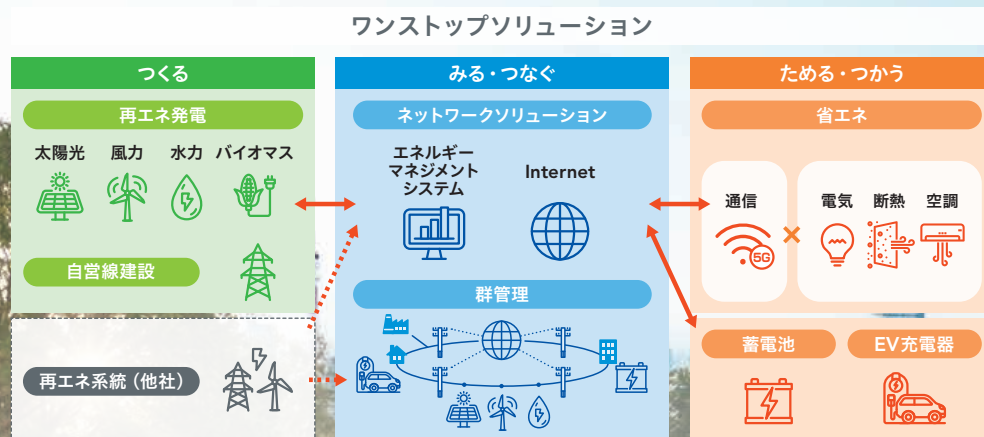 ワンストップソリューション
つくる
再エネ発電
太陽光 風力 水力 バイオマス
自営線建設
再エネ系統（他社）
みる・つなぐ
ネットワークソリューション
エネルギー
マネジメント
システム
Internet
群管理
ためる・つかう
省エネ
通信
5G
×
電気 断熱 空調
蓄電池
EV充電器